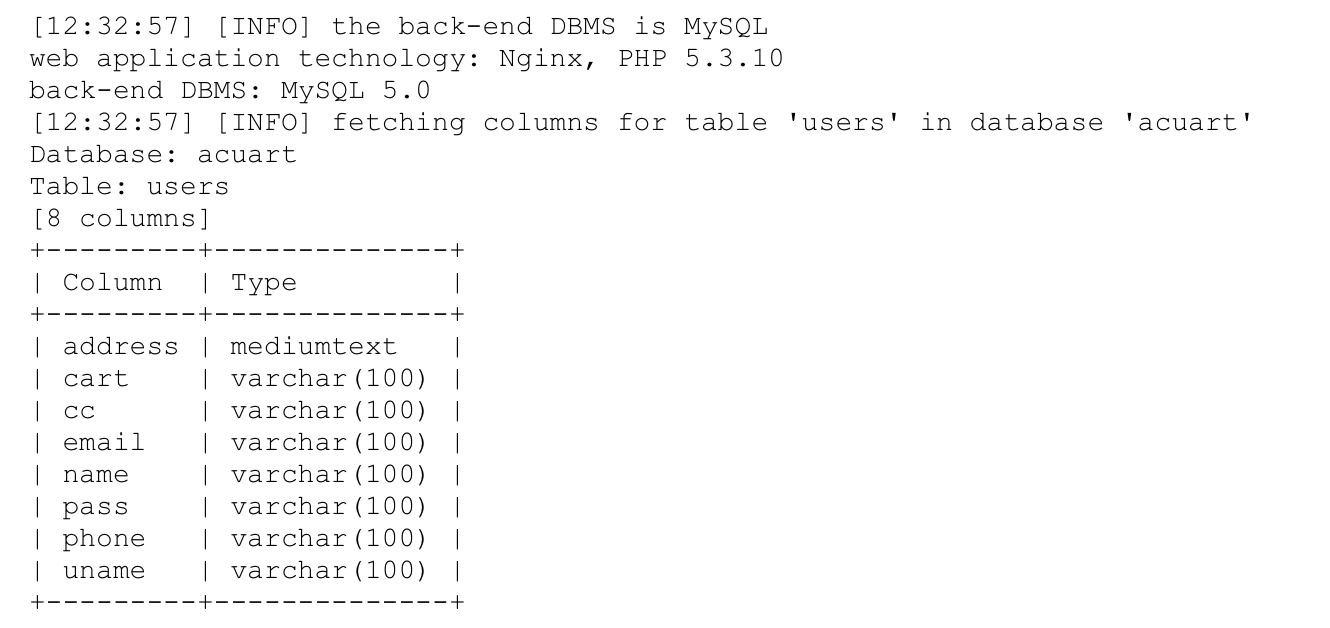 [12:32:57] [INFO] the back-end DBMS is MySQL
web application technology: Nginx, PHP 5.3.10
back-end DBMS: MySQL 5.0
[12:32:57] [INFO] fetching columns for table 'users' in database 'acuart'
Database: acuart
Table: users
[8 columns]
+---------+--------------+
| Column  | Type         |
+---------+--------------+
| address | mediumtext   |
| cart    | varchar(100) |
| cc      | varchar(100) |
| email   | varchar(100) |
| name    | varchar(100) |
| pass    | varchar(100) |
| phone   | varchar(100) |
| uname   | varchar(100) |
+---------+--------------+